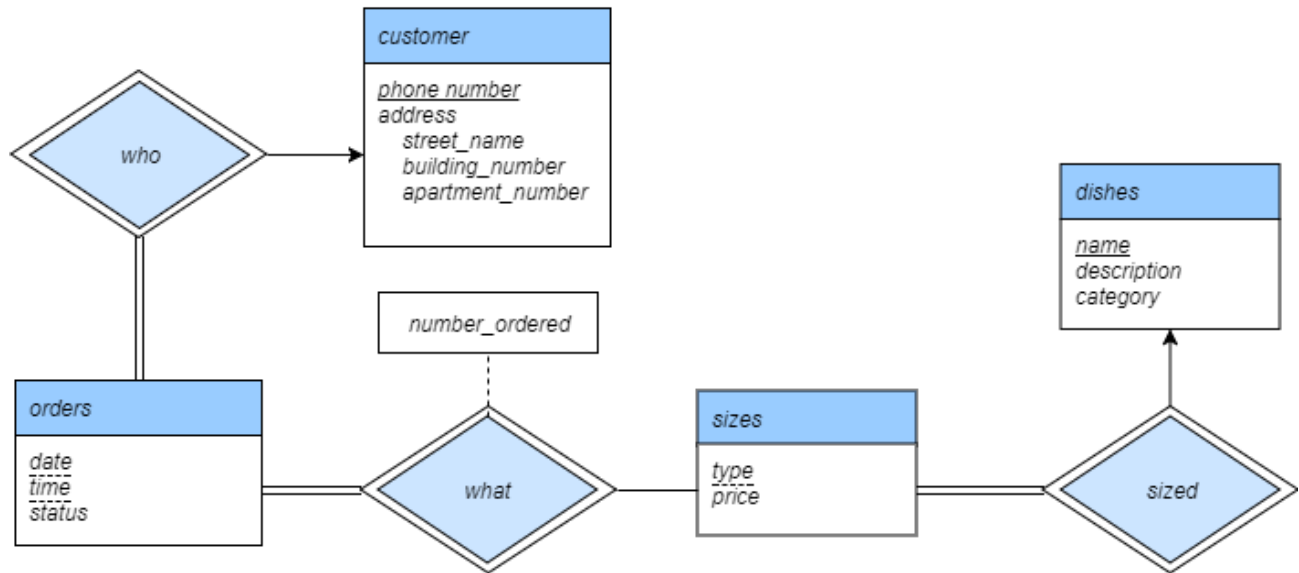 customer
phone number
address
street_name
building_number
apartment_number
who
dishes
name
description
category
number_ordered
orders
date
time
status
what
sizes
type
price
sized